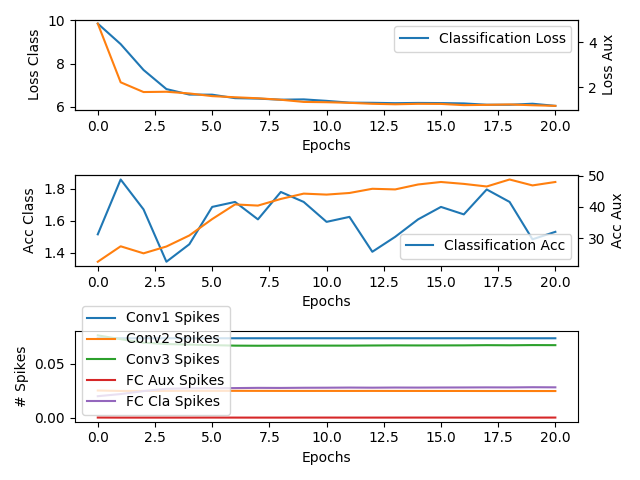 10
8
6
Loss Class
4
2
Loss Aux
Classification Loss
0.0 2.5 5.0 7.5 10.0 12.5 15.0 17.5 20.0
Epochs
1.8
1.6
1.4
Acc Class
50
40
30
Acc Aux
Classification Acc
0.0 2.5 5.0 7.5 10.0 12.5 15.0 17.5 20.0
Epochs
0.05
0.00
# Spikes
Conv1 Spikes
Conv2 Spikes
Conv3 Spikes
FC Aux Spikes
FC Cla Spikes
0.0 2.5 5.0 7.5 10.0 12.5 15.0 17.5 20.0
Epochs